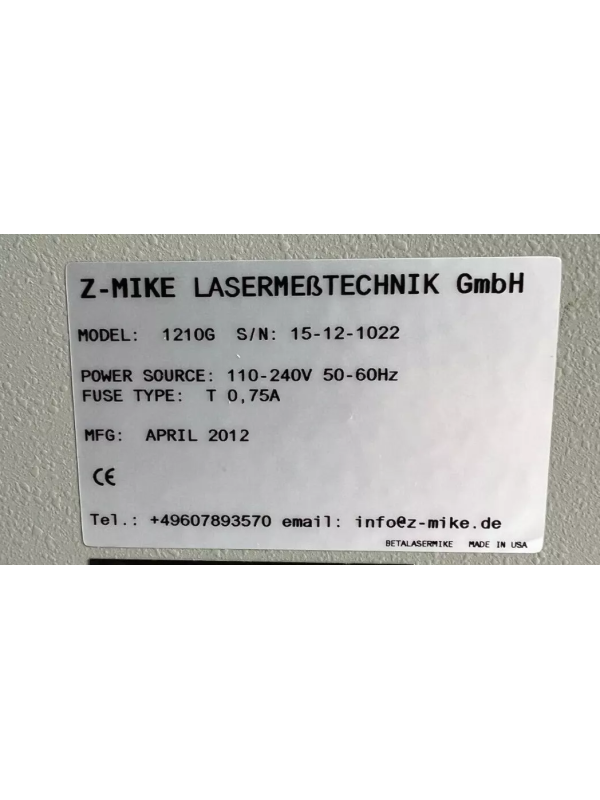 Z-MIKE LASERMEßTECHNIK GmbH
MODEL: 1210G S/N: 15-12-1022
POWER SOURCE: 110-240V 50-60Hz
FUSE TYPE: T 0,75A
MFG: APRIL 2012
CE
Tel.: +49607893570 email: info@z-mike.de
BETALASERMIKE MADE IN USA